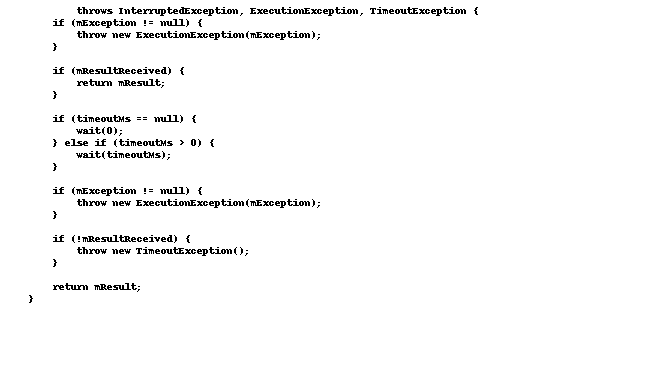 throws InterruptedException, ExecutionException, TimeoutException {
if (mException != null) {
throw new ExecutionException(mException);
}
if (mResultReceived) {
return mResult;
}
if (timeoutMs == null) {
wait(0);
} else if (timeoutMs > 0) {
wait(timeoutMs);
}
if (mException != null) {
throw new ExecutionException(mException);
}
if (!mResultReceived) {
throw new TimeoutException();
}
return mResult;
}